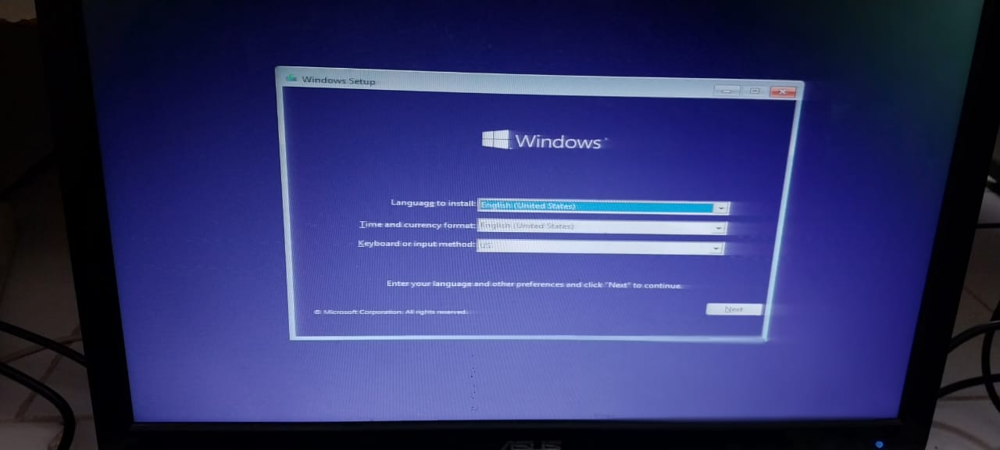 Windows Setup
Windows
Language to install: English (United States)
Time and currency format: English (United States)
Keyboard or input method: US
Enter your language and other preferences and click "Next" to continue.
© Microsoft Corporation. All rights reserved.
Next
ASUS